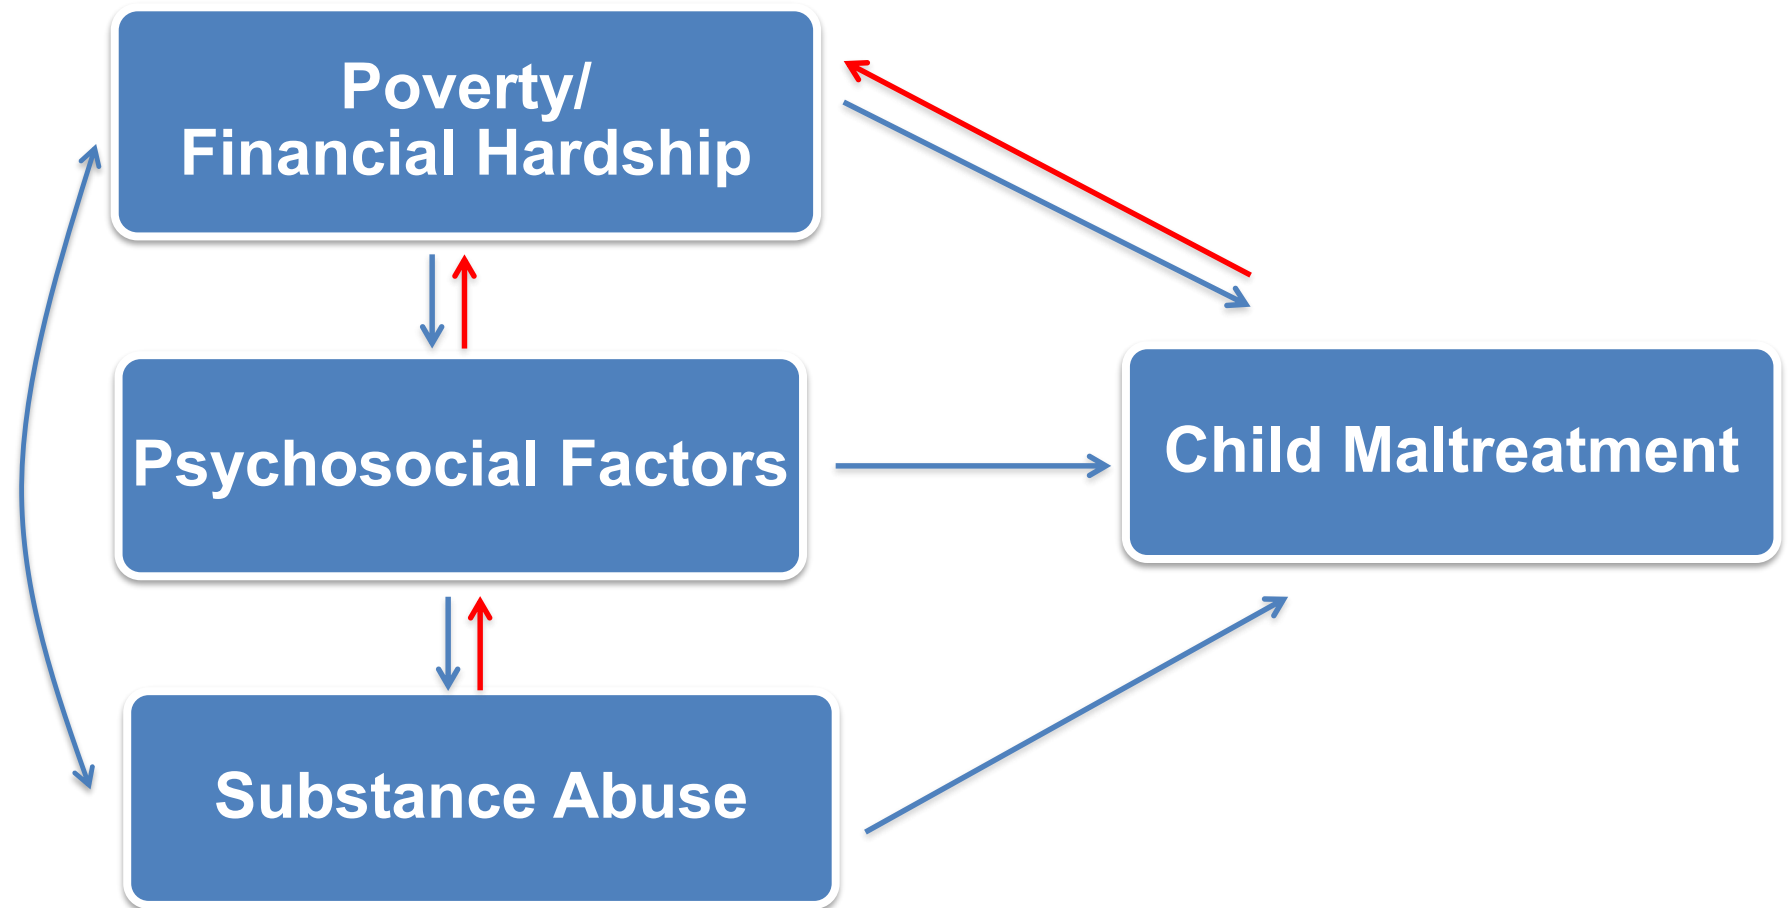 Poverty/
Financial Hardship
Psychosocial Factors
Child Maltreatment
Substance Abuse